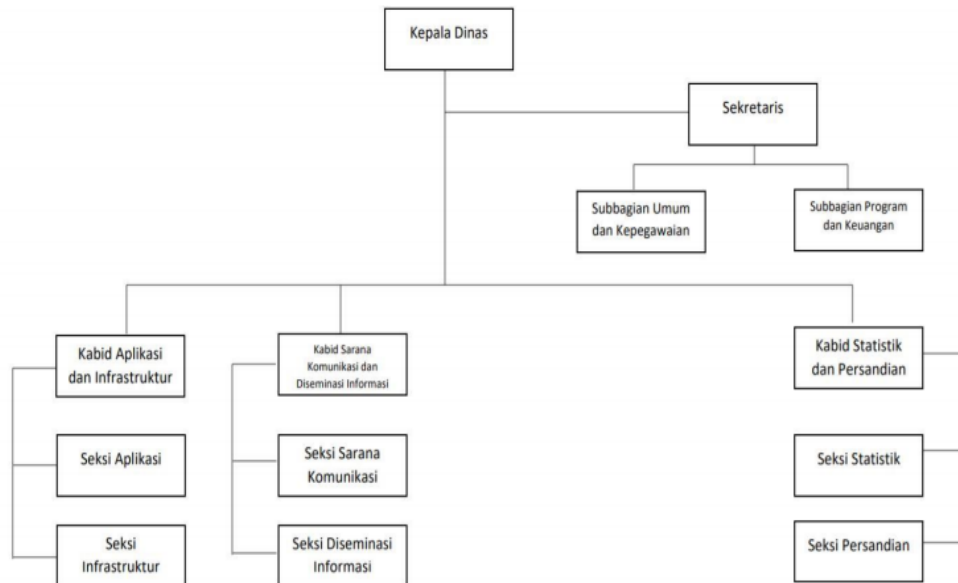 Kepala Dinas
Sekretaris
Subbagian Umum
dan Kepegawaian
Subbagian Program
dan Keuangan
Kabid Aplikasi
dan Infrastruktur
Kabid Sarana
Komunikasi dan
Diseminasi Informasi
Kabid Statistik
dan Persandian
Seksi Aplikasi
Seksi Sarana
Komunikasi
Seksi Statistik
Seksi
Infrastruktur
Seksi Diseminasi
Informasi
Seksi Persandian